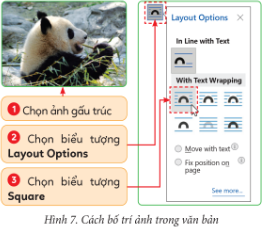 Layout Options
In Line with Text
With Text Wrapping
Move with text
Fix position on
page
See more...
1 Chọn ảnh gấu trúc
2 Chọn biểu tượng
Layout Options
3 Chọn biểu tượng
Square
Hình 7. Cách bố trí ảnh trong văn bản